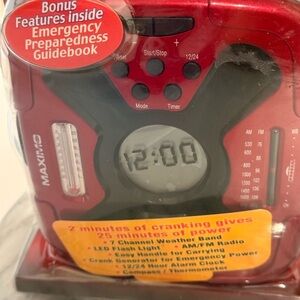 Bonus
Features inside
Emergency
Preparedness
Guidebook
+
Start/Stop
12/24
Mode
Timer
12:00
MAXIMS
AM
FM
2 minutes of cranking gives
25 minutes of power
• 7 Channel Weather Band
• LED Flash Light • AM/FM Radio
• Easy Handle for Carrying
• Crank Generator for Emergency Power
• 12/24 Hour Alarm Clock
• Compass / Thermometer